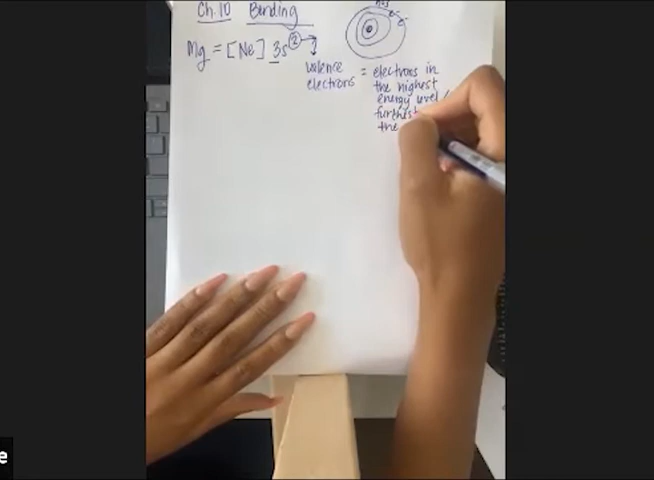 Ch.10 Bonding
Mg = [Ne] 3s²
valence
electrons
= electrons in
the highest
energy level /
furthest
the
e⁻ e⁻
e